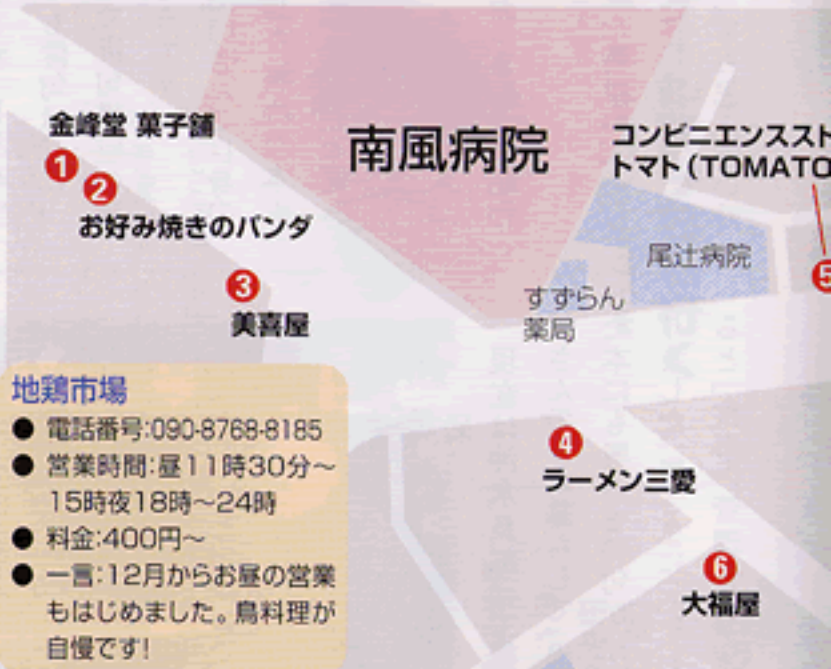 金峰堂 菓子舗
1
2
お好み焼きのパンダ
3
美喜屋
南風病院
コンビニエンススト
トマト(TOMATO
尾辻病院
5
すずらん
薬局
4
ラーメン三愛
6
大福屋
地鶏市場
● 電話番号:090-8768-8185
● 営業時間:昼11時30分～
15時夜18時～24時
● 料金:400円～
● 一言:12月からお昼の営業
もはじめました。鳥料理が
自慢です!